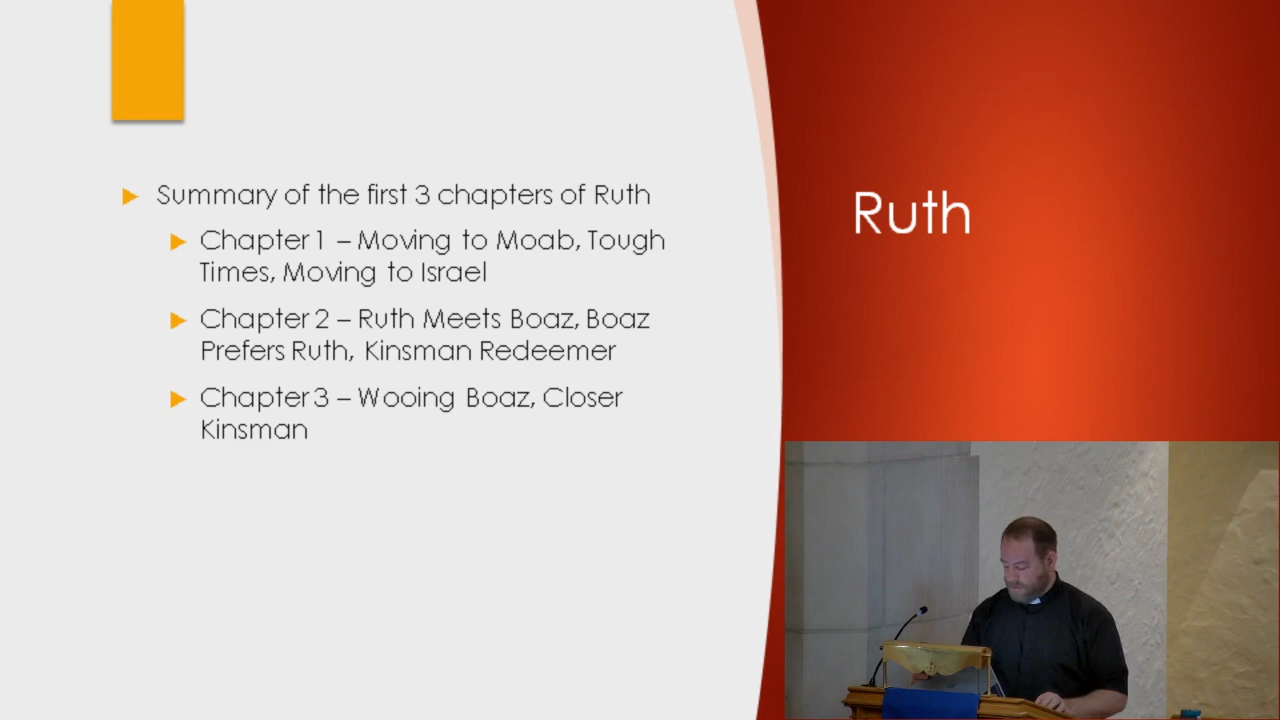 Summary of the first 3 chapters of Ruth
Chapter 1 – Moving to Moab, Tough
Times, Moving to Israel
Chapter 2 – Ruth Meets Boaz, Boaz
Prefers Ruth, Kinsman Redeemer
Chapter 3 – Wooing Boaz, Closer
Kinsman
Ruth